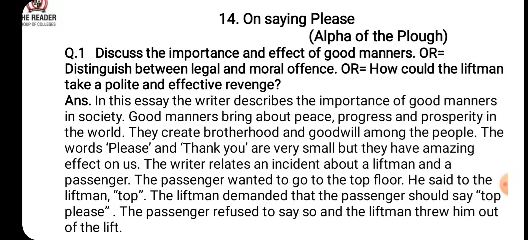 HE READER
14. On saying Please
(Alpha of the Plough)
Q.1 Discuss the importance and effect of good manners. OR=
Distinguish between legal and moral offence. OR= How could the liftman
take a polite and effective revenge?
Ans. In this essay the writer describes the importance of good manners
in society. Good manners bring about peace, progress and prosperity in
the world. They create brotherhood and goodwill among the people. The
words ‘Please’ and ‘Thank you’ are very small but they have amazing
effect on us. The writer relates an incident about a liftman and a
passenger. The passenger wanted to go to the top floor. He said to the
liftman, “top”. The liftman demanded that the passenger should say “top
please” . The passenger refused to say so and the liftman threw him out
of the lift.